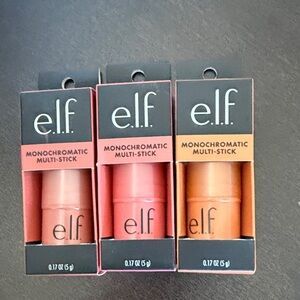 e.l.f.
MONOCHROMATIC
MULTI-STICK
e.l.f
0.17 OZ (5 g)
e.l.f.
MONOCHROMATIC
MULTI-STICK
e.l.f
0.17 OZ (5 g)
e.l.f.
MONOCHROMATIC
MULTI-STICK
e.l.f
0.17 OZ (5 g)